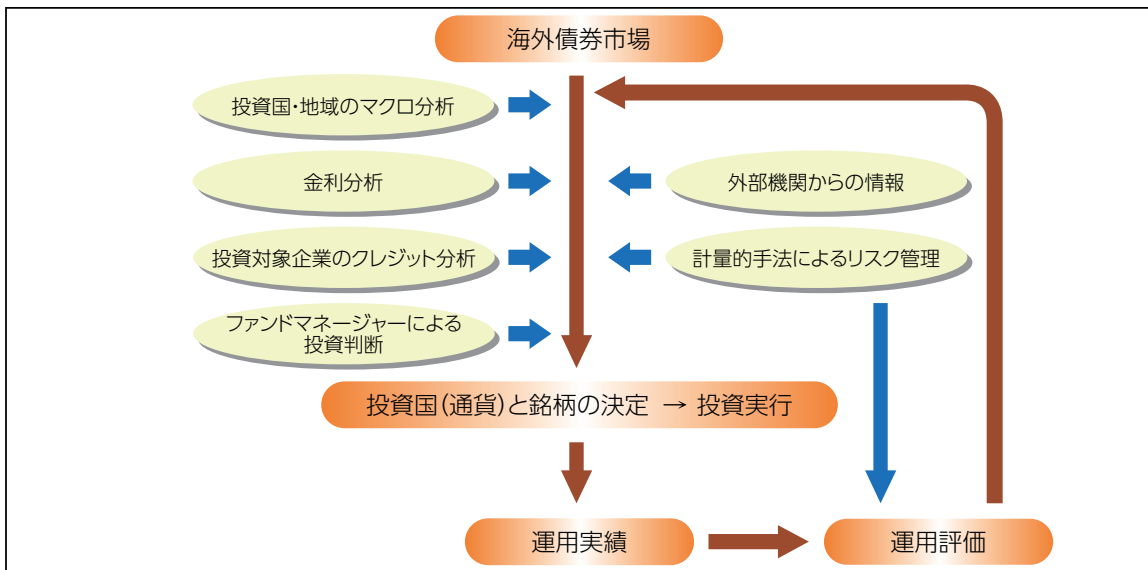 海外債券市場
投資国・地域のマクロ分析
金利分析
外部機関からの情報
投資対象企業のクレジット分析
計量的手法によるリスク管理
ファンドマネージャーによる
投資判断
投資国(通貨)と銘柄の決定 → 投資実行
運用実績
運用評価